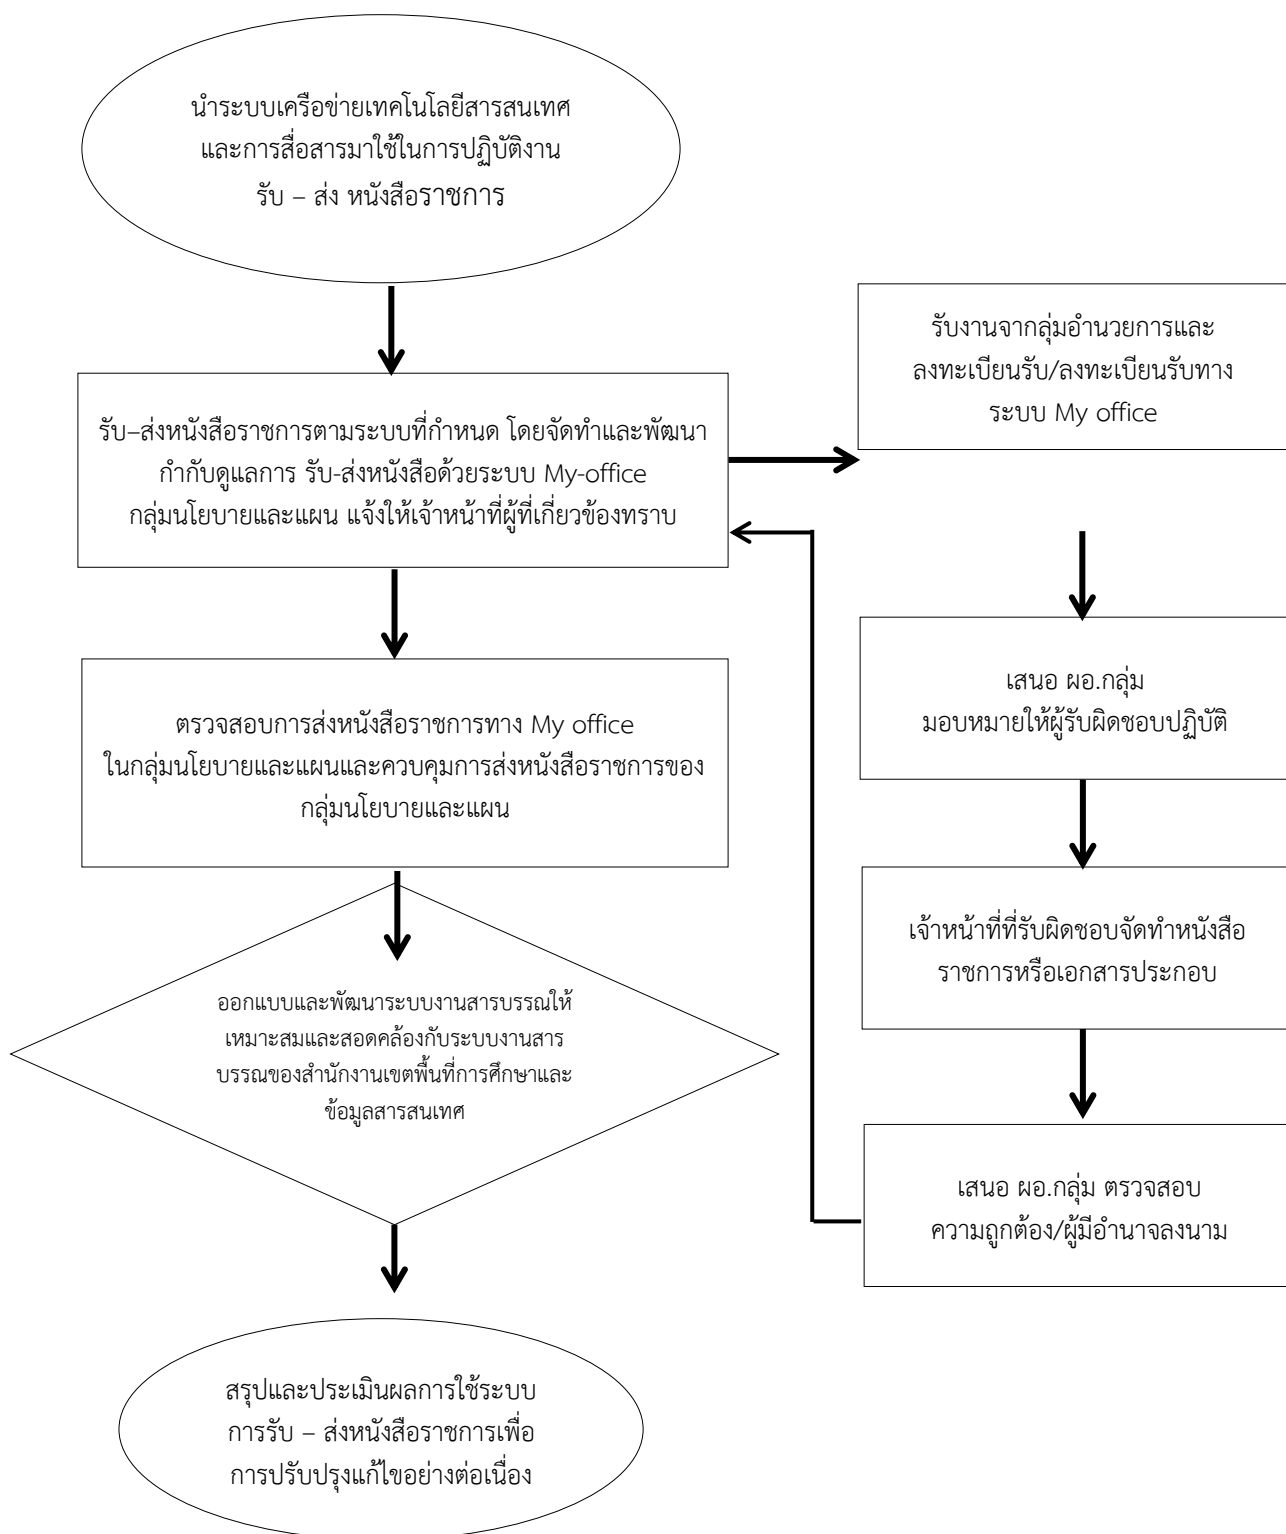 นำระบบเครือข่ายเทคโนโลยีสารสนเทศ
และการสื่อสารมาใช้ในการปฏิบัติงาน
รับ – ส่ง หนังสือราชการ
รับ–ส่งหนังสือราชการตามระบบที่กำหนด โดยจัดทำและพัฒนา
กำกับดูแลการ รับ-ส่งหนังสือด้วยระบบ My-office
กลุ่มนโยบายและแผน แจ้งให้เจ้าหน้าที่ผู้ที่เกี่ยวข้องทราบ
ตรวจสอบการส่งหนังสือราชการทาง My office
ในกลุ่มนโยบายและแผนและควบคุมการส่งหนังสือราชการของ
กลุ่มนโยบายและแผน
ออกแบบและพัฒนาระบบงานสารบรรณให้
เหมาะสมและสอดคล้องกับระบบงานสาร
บรรณของสำนักงานเขตพื้นที่การศึกษาและ
ข้อมูลสารสนเทศ
สรุปและประเมินผลการใช้ระบบ
การรับ – ส่งหนังสือราชการเพื่อ
การปรับปรุงแก้ไขอย่างต่อเนื่อง
รับงานจากลุ่มอำนวยการและ
ลงทะเบียนรับ/ลงทะเบียนรับทาง
ระบบ My office
เสนอ ผอ.กลุ่ม
มอบหมายให้ผู้รับผิดชอบปฏิบัติ
เจ้าหน้าที่ที่รับผิดชอบจัดทำหนังสือ
ราชการหรือเอกสารประกอบ
เสนอ ผอ.กลุ่ม ตรวจสอบ
ความถูกต้อง/ผู้มีอำนาจลงนาม